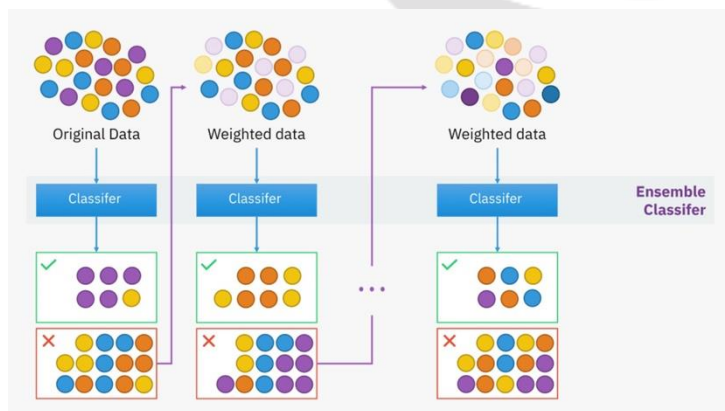 Original Data
Weighted data
Weighted data
Classifer
Classifer
Classifer
Ensemble
Classifer